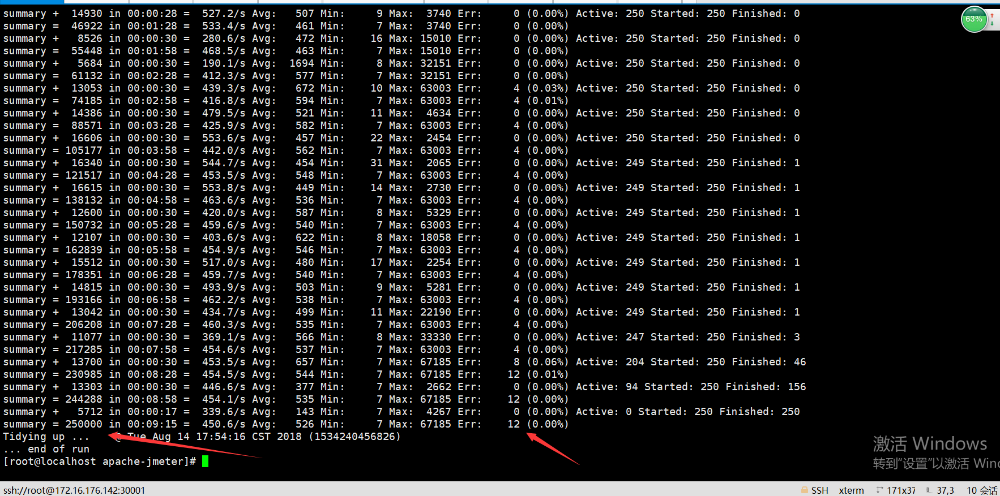 summary +  14930 in 00:00:28 =  527.2/s Avg:   507 Min:     9 Max:  3740 Err:     0 (0.00%) Active: 250 Started: 250 Finished: 0
summary =  46922 in 00:01:28 =  533.4/s Avg:   461 Min:     7 Max:  3740 Err:     0 (0.00%)
summary +   8526 in 00:00:30 =  280.6/s Avg:   472 Min:    16 Max: 15010 Err:     0 (0.00%) Active: 250 Started: 250 Finished: 0
summary =  55448 in 00:01:58 =  468.5/s Avg:   463 Min:     7 Max: 15010 Err:     0 (0.00%)
summary +   5684 in 00:00:30 =  190.1/s Avg:  1694 Min:     8 Max: 32151 Err:     0 (0.00%) Active: 250 Started: 250 Finished: 0
summary =  61132 in 00:02:28 =  412.3/s Avg:   577 Min:     7 Max: 32151 Err:     0 (0.00%)
summary +  13053 in 00:00:30 =  439.3/s Avg:   672 Min:    10 Max: 63003 Err:     4 (0.03%) Active: 250 Started: 250 Finished: 0
summary =  74185 in 00:02:58 =  416.8/s Avg:   594 Min:     7 Max: 63003 Err:     4 (0.01%)
summary +  14386 in 00:00:30 =  479.5/s Avg:   521 Min:    11 Max:  4634 Err:     0 (0.00%) Active: 250 Started: 250 Finished: 0
summary =  88571 in 00:03:28 =  425.9/s Avg:   582 Min:     7 Max: 63003 Err:     4 (0.00%)
summary +  16606 in 00:00:30 =  553.6/s Avg:   457 Min:    22 Max:  2454 Err:     0 (0.00%) Active: 250 Started: 250 Finished: 0
summary = 105177 in 00:03:58 =  442.0/s Avg:   562 Min:     7 Max: 63003 Err:     4 (0.00%)
summary +  16340 in 00:00:30 =  544.7/s Avg:   454 Min:    31 Max:  2065 Err:     0 (0.00%) Active: 249 Started: 250 Finished: 1
summary = 121517 in 00:04:28 =  453.5/s Avg:   548 Min:     7 Max: 63003 Err:     4 (0.00%)
summary +  16615 in 00:00:30 =  553.8/s Avg:   449 Min:    14 Max:  2730 Err:     0 (0.00%) Active: 249 Started: 250 Finished: 1
summary = 138132 in 00:04:58 =  463.6/s Avg:   536 Min:     7 Max: 63003 Err:     4 (0.00%)
summary +  12600 in 00:00:30 =  420.0/s Avg:   587 Min:     8 Max:  5329 Err:     0 (0.00%) Active: 249 Started: 250 Finished: 1
summary = 150732 in 00:05:28 =  459.6/s Avg:   540 Min:     7 Max: 63003 Err:     4 (0.00%)
summary +  12107 in 00:00:30 =  403.6/s Avg:   622 Min:     8 Max: 18058 Err:     0 (0.00%) Active: 249 Started: 250 Finished: 1
summary = 162839 in 00:05:58 =  454.9/s Avg:   546 Min:     7 Max: 63003 Err:     4 (0.00%)
summary +  15512 in 00:00:30 =  517.0/s Avg:   480 Min:    17 Max:  2254 Err:     0 (0.00%) Active: 249 Started: 250 Finished: 1
summary = 178351 in 00:06:28 =  459.7/s Avg:   540 Min:     7 Max: 63003 Err:     4 (0.00%)
summary +  14815 in 00:00:30 =  493.9/s Avg:   503 Min:     9 Max:  5281 Err:     0 (0.00%) Active: 249 Started: 250 Finished: 1
summary = 193166 in 00:06:58 =  462.2/s Avg:   538 Min:     7 Max: 63003 Err:     4 (0.00%)
summary +  13042 in 00:00:30 =  434.7/s Avg:   499 Min:    11 Max: 22190 Err:     0 (0.00%) Active: 249 Started: 250 Finished: 1
summary = 206208 in 00:07:28 =  460.3/s Avg:   535 Min:     7 Max: 63003 Err:     4 (0.00%)
summary +  11077 in 00:00:30 =  369.1/s Avg:   566 Min:     8 Max: 33330 Err:     0 (0.00%) Active: 247 Started: 250 Finished: 3
summary = 217285 in 00:07:58 =  454.6/s Avg:   537 Min:     7 Max: 63003 Err:     4 (0.00%)
summary +  13700 in 00:00:30 =  453.5/s Avg:   657 Min:     7 Max: 67185 Err:     8 (0.06%) Active: 204 Started: 250 Finished: 46
summary = 230985 in 00:08:28 =  454.5/s Avg:   544 Min:     7 Max: 67185 Err:    12 (0.01%)
summary +  13303 in 00:00:30 =  446.6/s Avg:   377 Min:     7 Max:  2662 Err:     0 (0.00%) Active: 94 Started: 250 Finished: 156
summary = 244288 in 00:08:58 =  454.1/s Avg:   535 Min:     7 Max: 67185 Err:    12 (0.00%)
summary +   5712 in 00:00:17 =  339.6/s Avg:   143 Min:     7 Max:  4267 Err:     0 (0.00%) Active: 0 Started: 250 Finished: 250
summary = 250000 in 00:09:15 =  450.6/s Avg:   526 Min:     7 Max: 67185 Err:    12 (0.00%)
Tidying up ...    @ Tue Aug 14 17:54:16 CST 2018 (1534240456826)
... end of run
[root@localhost apache-jmeter]#
63%
激活 Windows
转到“设置”以激活 Win
ssh://root@172.16.176.142:30001 SSH xterm 171x37 37,3 10 会话